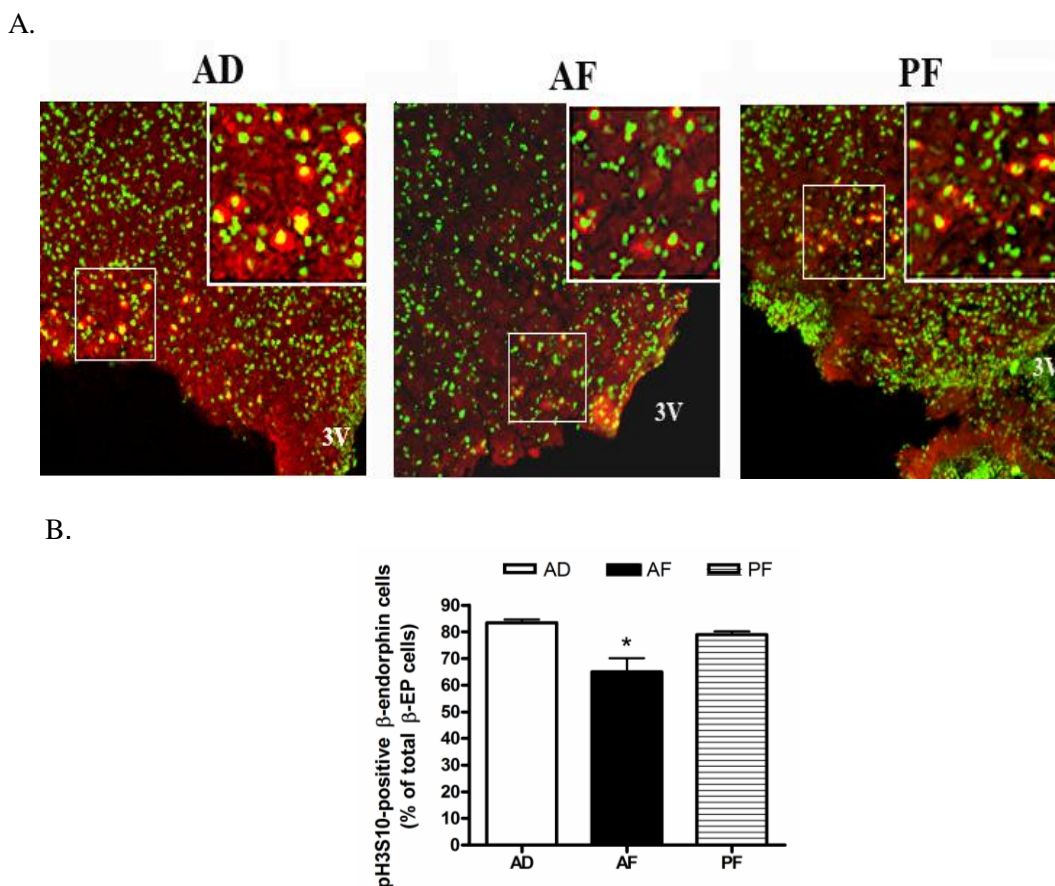 A.
AD
AF
PF
3V
3V
3V
B.
AD AF PF
pH3S10-positive β-endorphin cells
(% of total β-EP cells)
90
80
70
60
50
40
30
20
10
0
*
AD AF PF